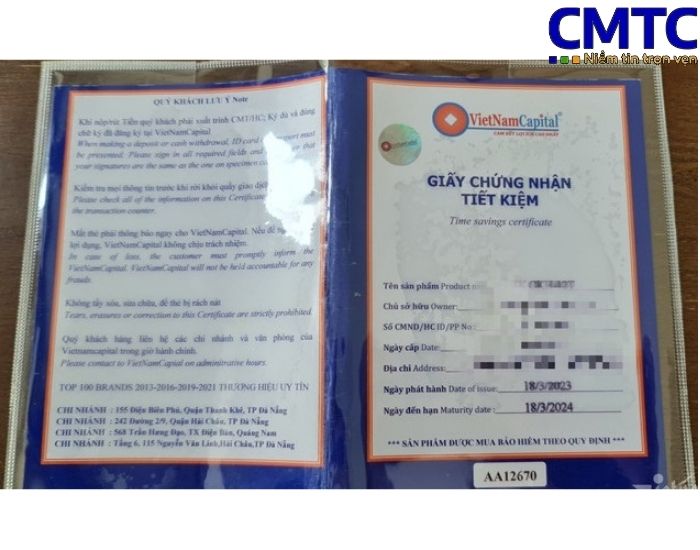 CMTC
Niềm tin trọn vẹn
QUÝ KHÁCH LƯU Ý Note
Khi nộp/rút Tiền quý khách phải xuất trình CMT/HC; Ký đủ và đúng
chữ ký đã đăng ký tại VietNamCapital.
When making a deposit or cash withdrawal, ID card must
be presented. Please sign in all required fields and that
your signatures are the same as the one on specimen
Kiểm tra mọi thông tin trước khi rời khỏi quầy giao dịch
Please check all of the information on this Certificate
the transaction counter.
Mất thẻ phải thông báo ngay cho VietNamCapital. Nếu để
lợi dụng, VietNamCapital không chịu trách nhiệm.
In case of loss, the customer must promptly inform the
VietNamCapital. VietNamCapital will not be held accountable for any
frauds.
Không tẩy xóa, sửa chữa, để thẻ bị rách nát
Tears, erasures or correction to this Certificate are strictly prohibited.
Quý khách hàng liên hệ các chi nhánh và văn phòng của
Vietnamcapital trong giờ hành chính.
Please contact to VietNamCapital on adminitrative hours.
TOP 100 BRANDS 2013-2016-2019-2021 THƯƠNG HIỆU UY TÍN
CHI NHÁNH : 155 Điện Biên Phủ, Quận Thanh Khê, TP Đà Nẵng
CHI NHÁNH : 242 Đường 2/9, Quận Hải Châu, TP Đà Nẵng
CHI NHÁNH : 568 Trần Hưng Đạo, TX Điện Bàn, Quảng Nam
CHI NHÁNH : Tầng 6, 115 Nguyễn Văn Linh, Hải Châu, TP Đà Nẵng
VietNamCapital
CAM KẾT LỢI ÍCH CAO NHẤT
GIẤY CHỨNG NHẬN
TIẾT KIỆM
Time savings certificate
Tên sản phẩm Product
Chủ sở hữu Owner:
Số CMND/HC ID/PP No:
Ngày cấp Date:
Địa chỉ Address:
Ngày phát hành Date of issue: 18/3/2023
Ngày đến hạn Maturity date: 18/3/2024
*** SẢN PHẨM ĐƯỢC MUA BẢO HIỂM THEO QUY ĐỊNH ***
AA12670